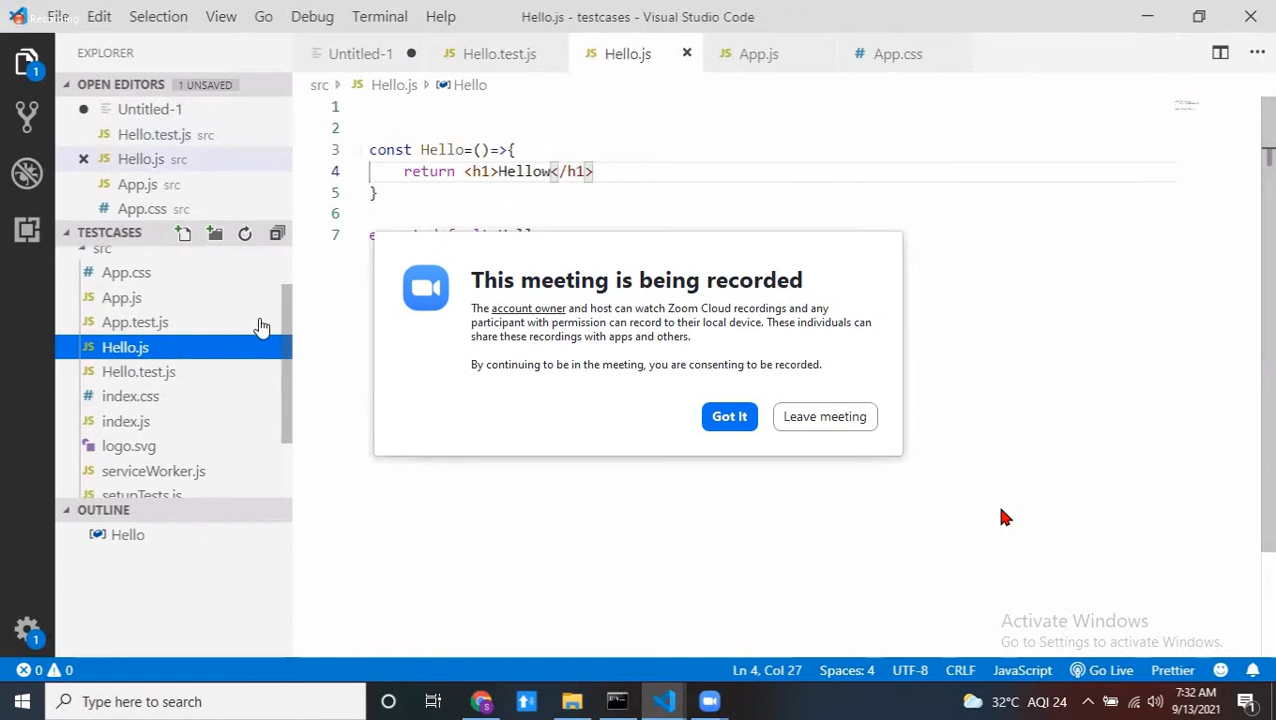 Recording
File Edit Selection View Go Debug Terminal Help
Hello.js - testcases - Visual Studio Code
EXPLORER
Untitled-1
Hello.test.js
Hello.js
App.js
App.css
OPEN EDITORS 1 UNSAVED
Untitled-1
Hello.test.js src
Hello.js src
App.js src
App.css src
TESTCASES
src
App.css
App.js
App.test.js
Hello.js
Hello.test.js
index.css
index.js
logo.svg
serviceWorker.js
setupTests.js
OUTLINE
Hello
src Hello.js Hello
1
2
3 const Hello=()=>{
4 return <h1>Hellow</h1>
5 }
6
7
This meeting is being recorded
The account owner and host can watch Zoom Cloud recordings and any
participant with permission can record to their local device. These individuals can
share these recordings with apps and others.
By continuing to be in the meeting, you are consenting to be recorded.
Got It
Leave meeting
Activate Windows
Go to Settings to activate Windows.
1
1
0 0
Ln 4, Col 27 Spaces: 4 UTF-8 CRLF JavaScript Go Live Prettier
Type here to search
S
32°C AQI 24
7:32 AM
9/13/2021
1